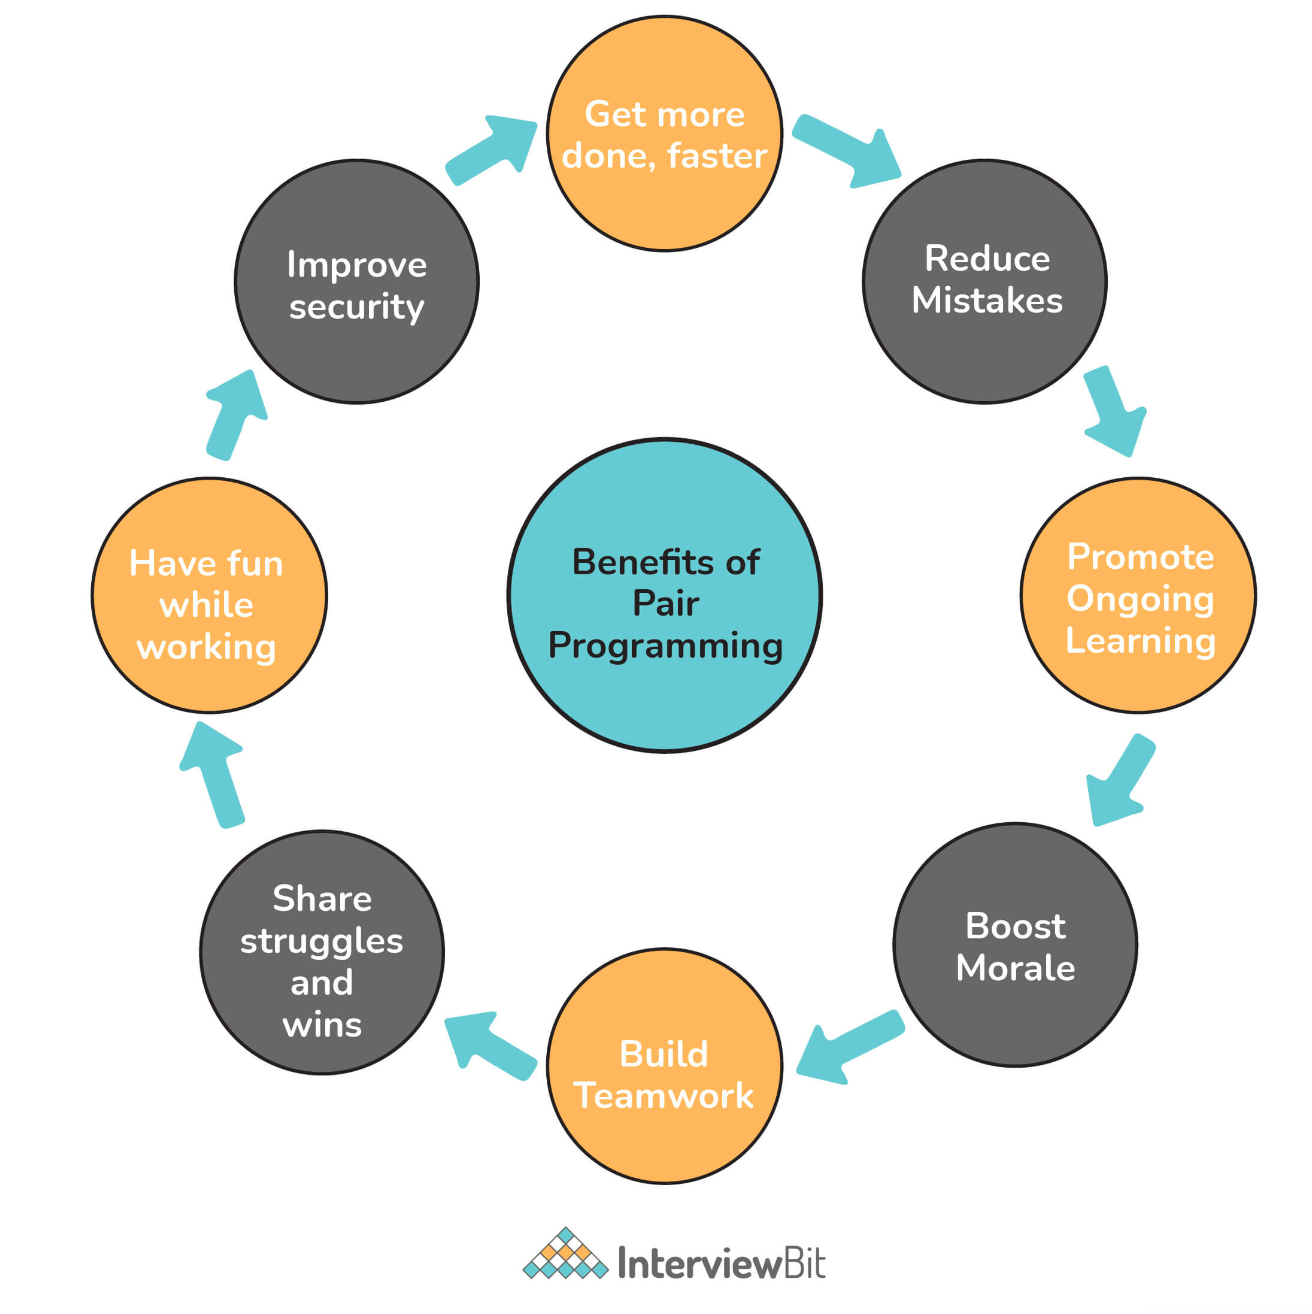 Get more
done, faster
Reduce
Mistakes
Promote
Ongoing
Learning
Boost
Morale
Build
Teamwork
Share
struggles
and
wins
Have fun
while
working
Improve
security
Benefits of
Pair
Programming
InterviewBit